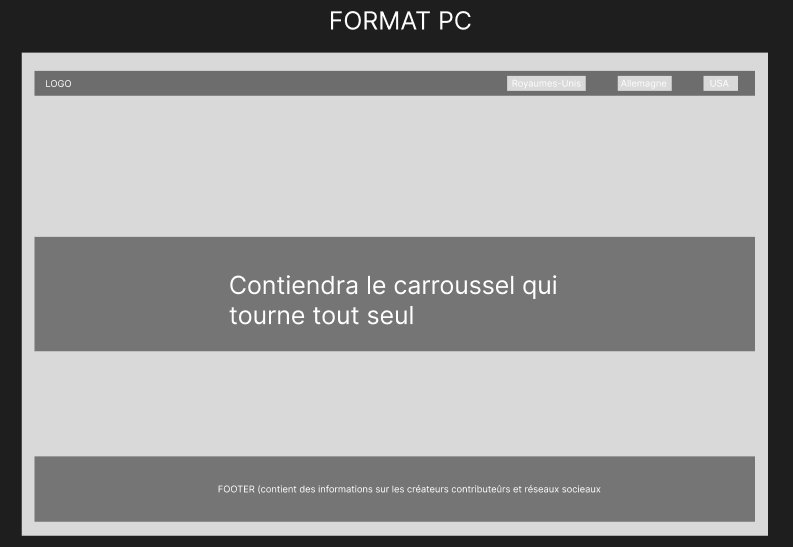 FORMAT PC
LOGO
Royaumes-Unis
Allemagne
USA
Contiendra le carroussel qui
tourne tout seul
FOOTER (contient des informations sur les créateurs contributeûrs et réseaux socieaux